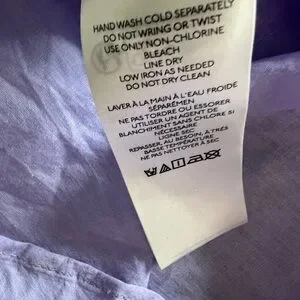 HAND WASH COLD SEPARATELY
DO NOT WRING OR TWIST
USE ONLY NON-CHLORINE
BLEACH
LINE DRY
LOW IRON AS NEEDED
DO NOT DRY CLEAN
LAVER À LA MAIN À L'EAU FROIDE
SÉPARÉMEN
NE PAS TORDRE OU ESSORER
UTILISER UN AGENT DE
BLANCHIMENT SANS CHLORE SI
NÉCESSAIRE
LIGNE SEC
REPASSER, AU BESOIN, À TRÈS
BASSE TEMPÉRATURE
NE PAS NETTOYER À SEC